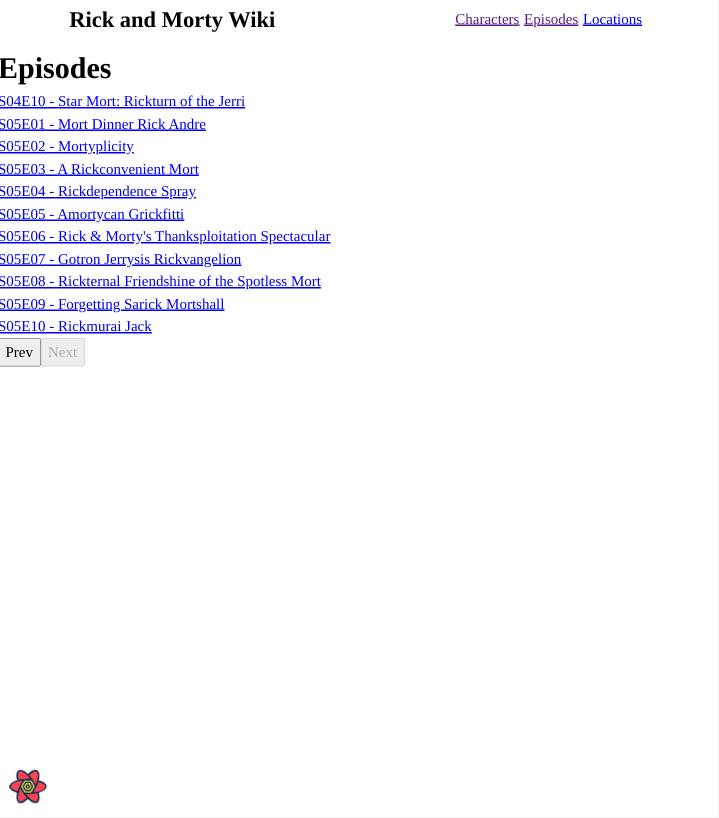 Rick and Morty Wiki
Characters Episodes Locations
Episodes
S04E10 - Star Mort: Rickturn of the Jerri
S05E01 - Mort Dinner Rick Andre
S05E02 - Mortyplicity
S05E03 - A Rickconvenient Mort
S05E04 - Rickdependence Spray
S05E05 - Amortycan Grickfitti
S05E06 - Rick & Morty's Thanksploitation Spectacular
S05E07 - Gotron Jerrysis Rickvangelion
S05E08 - Rickternal Friendshine of the Spotless Mort
S05E09 - Forgetting Sarick Mortshall
S05E10 - Rickmurai Jack
Prev Next